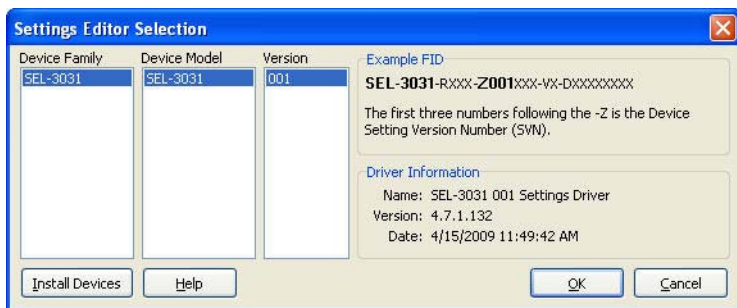 Settings Editor Selection
Device Family
Device Model
Version
SEL-3031
SEL-3031
001
Example FID
SEL-3031-RXXX-Z001XXX-VX-DXXXXXXXX
The first three numbers following the -Z is the Device
Setting Version Number (SVN).
Driver Information
Name: SEL-3031 001 Settings Driver
Version: 4.7.1.132
Date: 4/15/2009 11:49:42 AM
Install Devices
Help
OK
Cancel